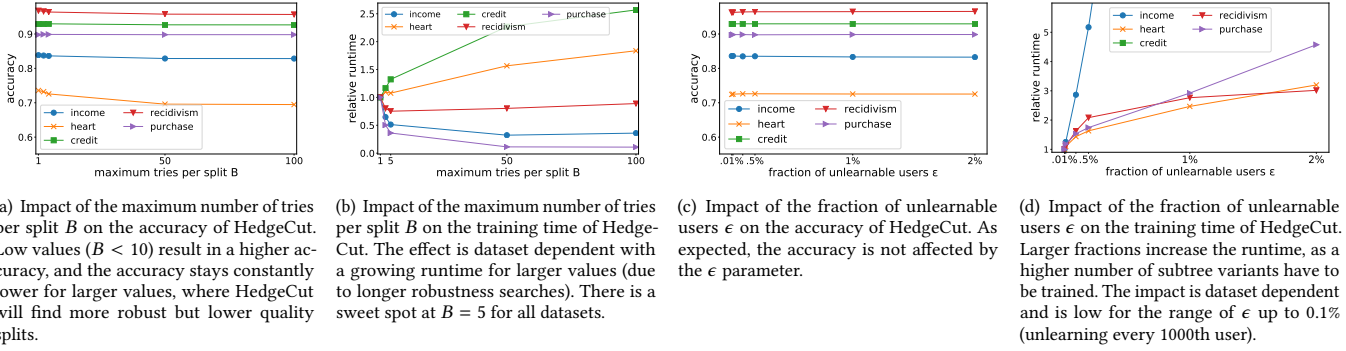 accuracy
0.9
0.8
0.7
0.6
income
heart
credit
recidivism
purchase
1
50
100
maximum tries per split B
relative runtime
2.5
2.0
1.5
1.0
0.5
0.0
income
heart
credit
recidivism
purchase
1
5
50
100
maximum tries per split B
accuracy
0.9
0.8
0.7
0.6
income
heart
credit
recidivism
purchase
.01%
.5%
1%
2%
fraction of unlearnable users ε
relative runtime
5
4
3
2
1
income
heart
credit
recidivism
purchase
.01%
.5%
1%
2%
fraction of unlearnable users ε
a) Impact of the maximum number of tries
per split B on the accuracy of HedgeCut.
Low values (B < 10) result in a higher ac-
curacy, and the accuracy stays constantly
ower for larger values, where HedgeCut
will find more robust but lower quality
splits.
(b) Impact of the maximum number of tries
per split B on the training time of Hedge-
Cut. The effect is dataset dependent with
a growing runtime for larger values (due
to longer robustness searches). There is a
sweet spot at B = 5 for all datasets.
(c) Impact of the fraction of unlearnable
users ϵ on the accuracy of HedgeCut. As
expected, the accuracy is not affected by
the ϵ parameter.
(d) Impact of the fraction of unlearnable
users ϵ on the training time of HedgeCut.
Larger fractions increase the runtime, as a
higher number of subtree variants have to
be trained. The impact is dataset dependent
and is low for the range of ϵ up to 0.1%
(unlearning every 1000th user).